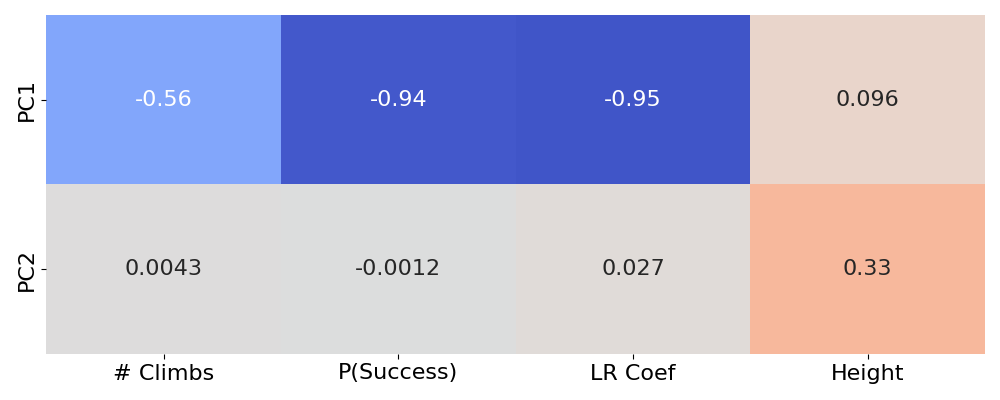 PC1
-0.56
-0.94
-0.95
0.096
PC2
0.0043
-0.0012
0.027
0.33
# Climbs
P(Success)
LR Coef
Height